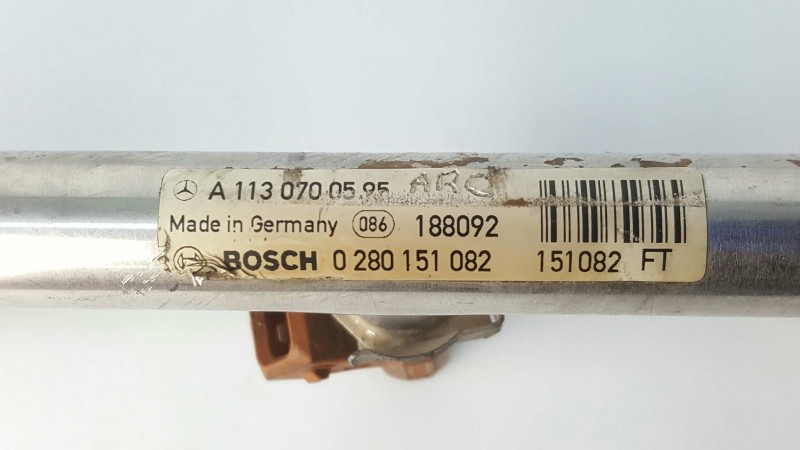 A 113 070 05 95 ARC
Made in Germany 086 188092
BOSCH 0 280 151 082 151082 FT